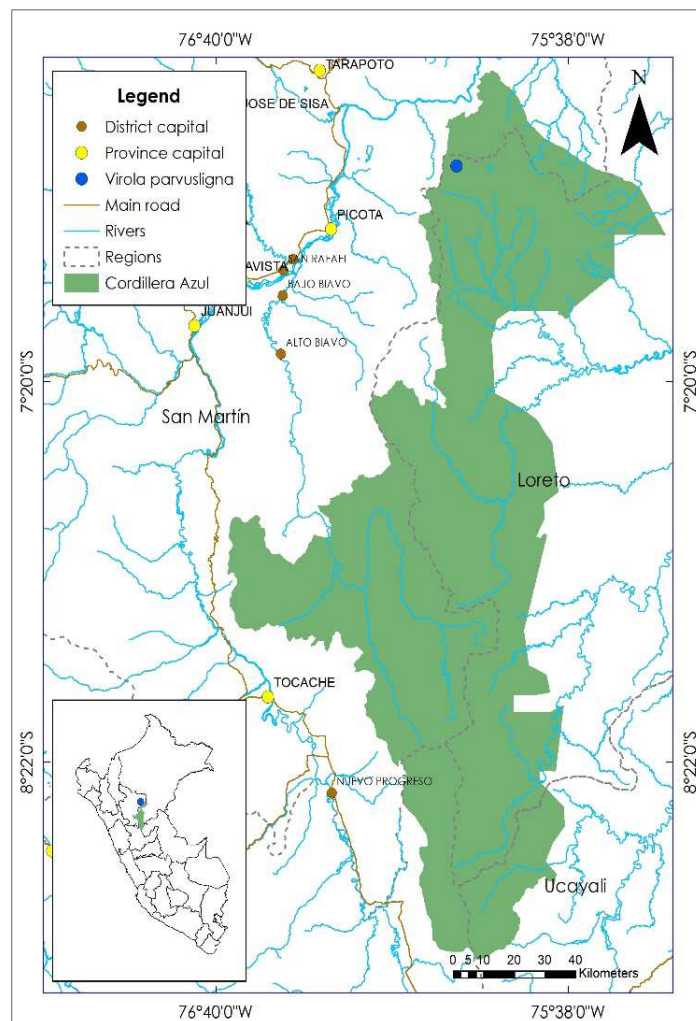 76°40'0"W
75°38'0"W
TARAPOTO
N
Legend
JOSE DE SISA
District capital
Province capital
Virola parvusligna
PICOTA
Main road
Rivers
AVISTA
Regions
BAJO BIAVO
Cordillera Azul
JUANJUI
ALTO BIAVO
7°20'0"S
7°20'0"S
San Martín
Loreto
TOCACHE
8°22'0"S
8°22'0"S
NUEVO PROGRESO
Ucayali
0 5 10 20 30 40
Kilometers
76°40'0"W
75°38'0"W